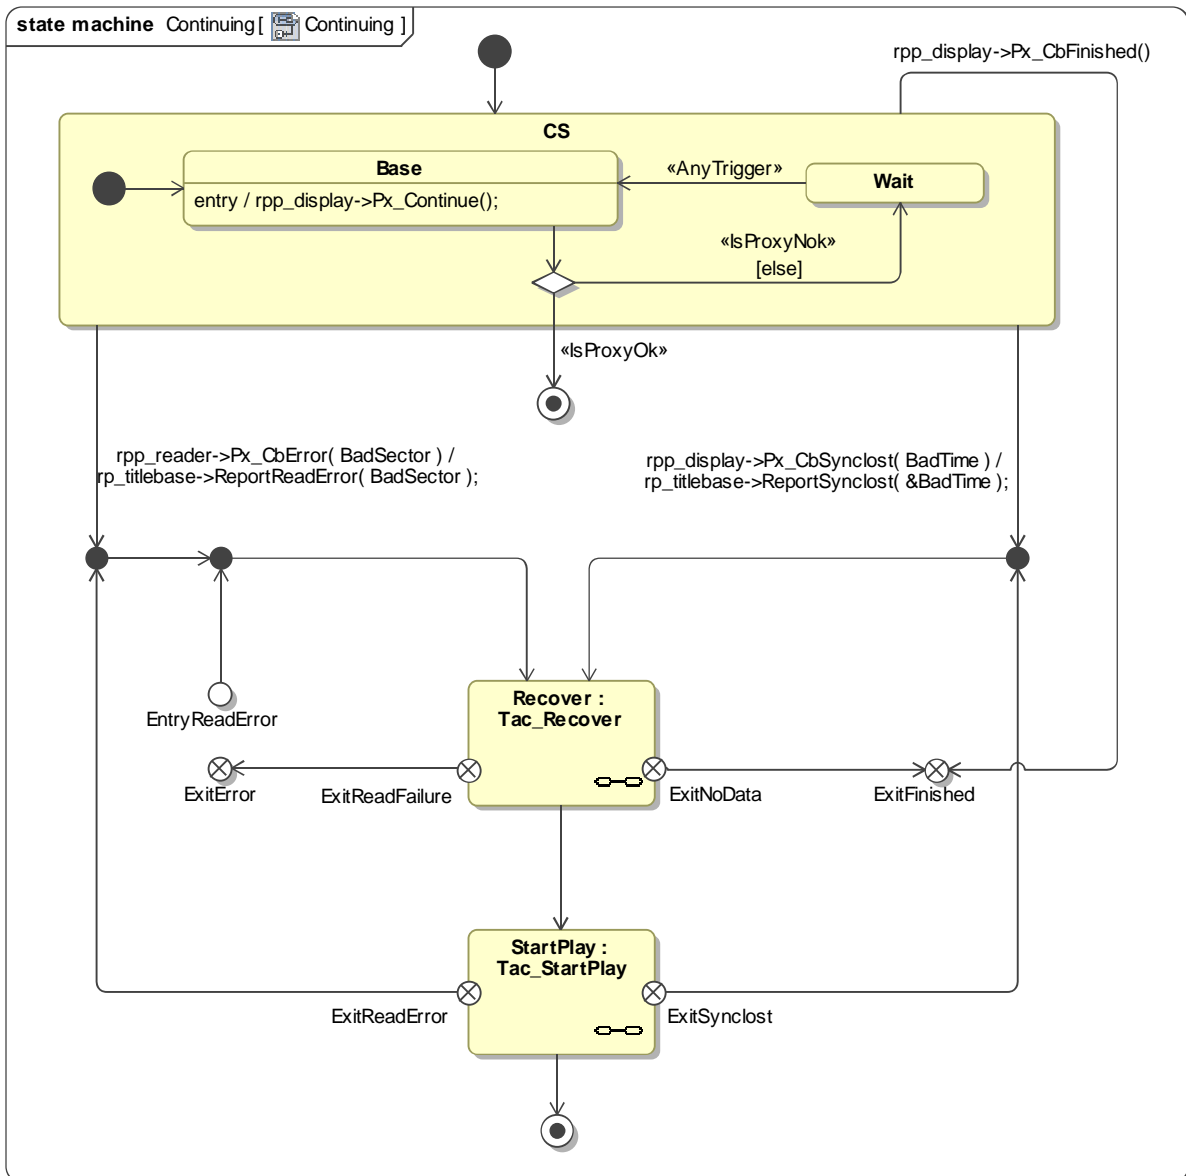 state machine Continuing [ Continuing ]
rpp_display->Px_CbFinished()
CS
Base
«AnyTrigger»
Wait
entry / rpp_display->Px_Continue();
«IsProxyNok»
[else]
«IsProxyOk»
rpp_reader->Px_CbError( BadSector ) /
rp_titlebase->ReportReadError( BadSector );
rpp_display->Px_CbSynclost( BadTime ) /
rp_titlebase->ReportSynclost( &BadTime );
Recover :
Tac_Recover
EntryReadError
ExitError
ExitReadFailure
ExitNoData
ExitFinished
StartPlay :
Tac_StartPlay
ExitReadError
ExitSynclost